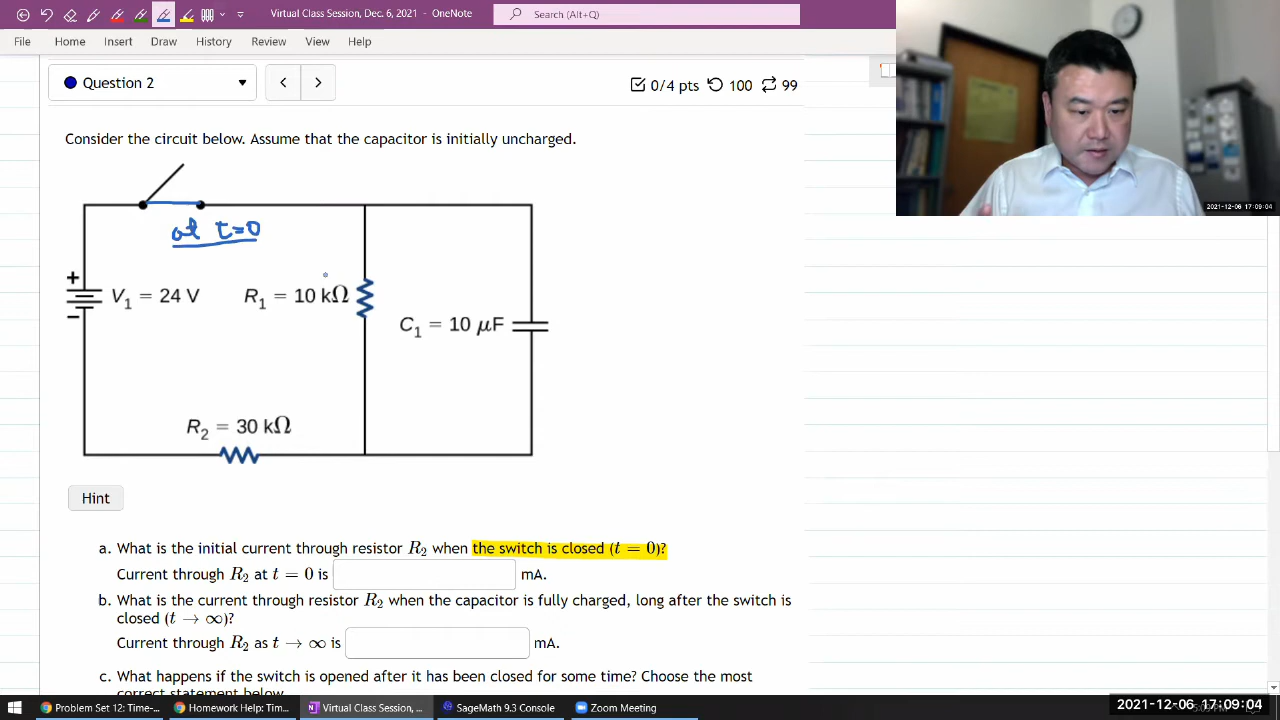 Virtual Class Session, Dec. 6, 2021 - OneNote
Search (Alt+Q)
File Home Insert Draw History Review View Help
Question 2
0/4 pts 100 99
Consider the circuit below. Assume that the capacitor is initially uncharged.
at t=0
+
V1 = 24 V
R1 = 10 kΩ
−
C1 = 10 μF
R2 = 30 kΩ
Hint
a. What is the initial current through resistor R2 when the switch is closed (t = 0)?
Current through R2 at t = 0 is mA.
b. What is the current through resistor R2 when the capacitor is fully charged, long after the switch is
closed (t → ∞)?
Current through R2 as t → ∞ is mA.
c. What happens if the switch is opened after it has been closed for some time? Choose the most
correct statement below.
2021-12-06 17:09:04
Problem Set 12: Time-... Homework Help: Tim... Virtual Class Session, ... SageMath 9.3 Console Zoom Meeting
2021-12-06 17:09:04